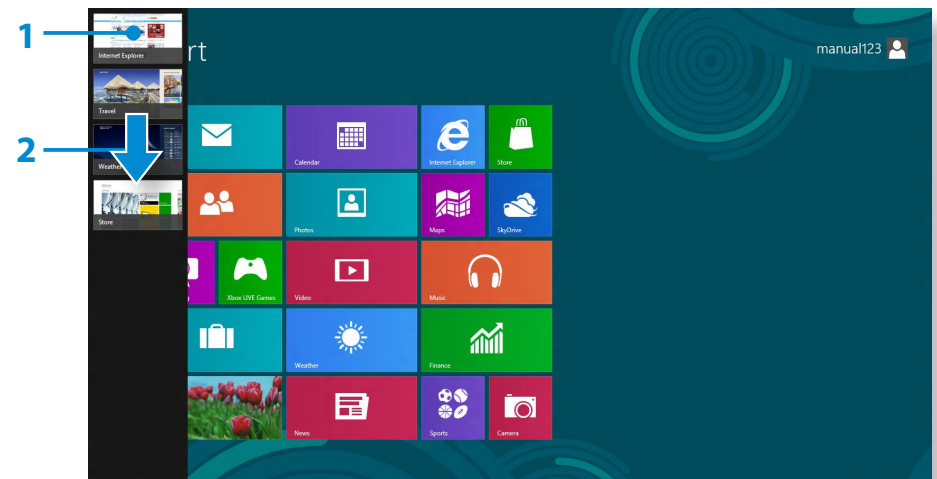 1
Internet Explorer
rt
manual123
Travel
2
Weather
Store
Store
Calendar
Internet Explorer
Store
Photos
Maps
SkyDrive
Xbox LIVE Games
Video
Music
Weather
Finance
News
Sports
Camera